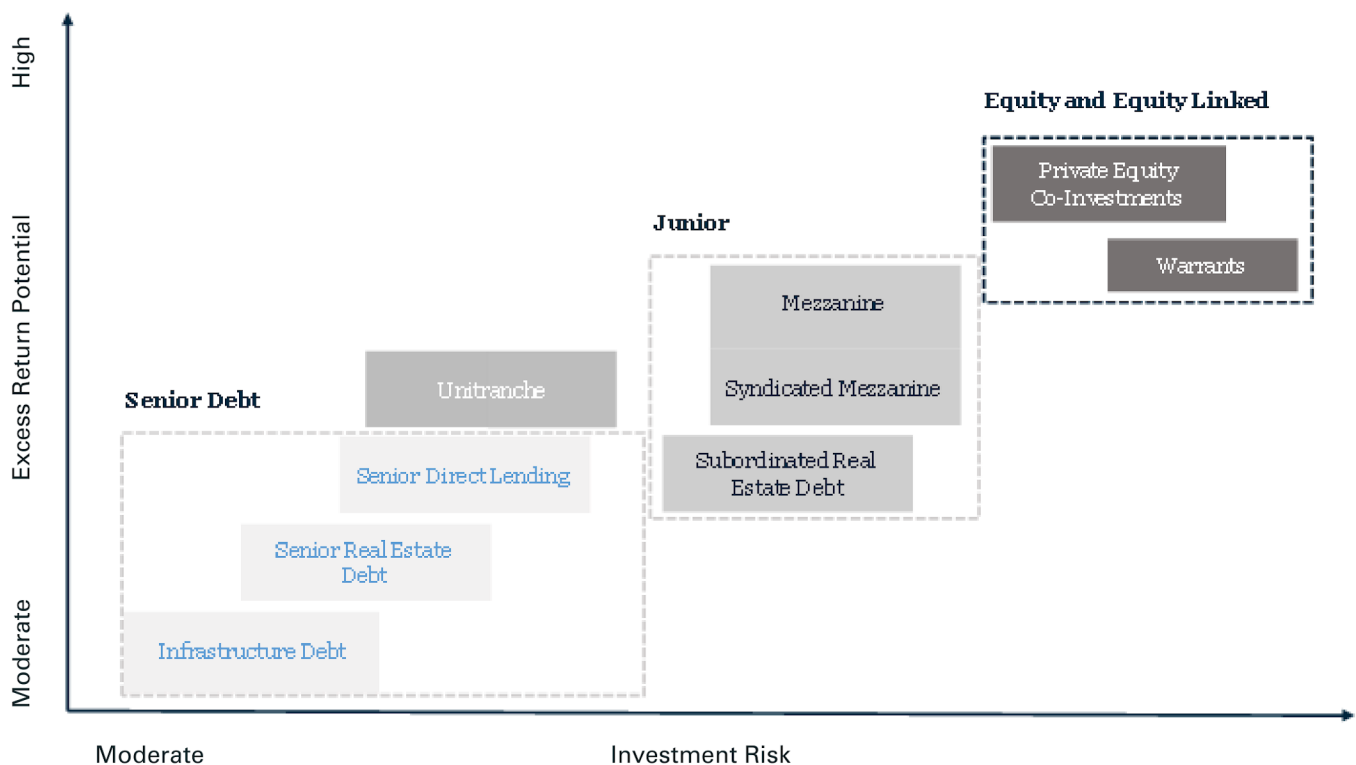 High
Equity and Equity Linked
Private Equity
Co-Investments
Warrants
Junior
Mezzanine
Syndicated Mezzanine
Subordinated Real
Estate Debt
Excess Return Potential
Unitranche
Senior Debt
Senior Direct Lending
Senior Real Estate
Debt
Infrastructure Debt
Moderate
Moderate
Investment Risk